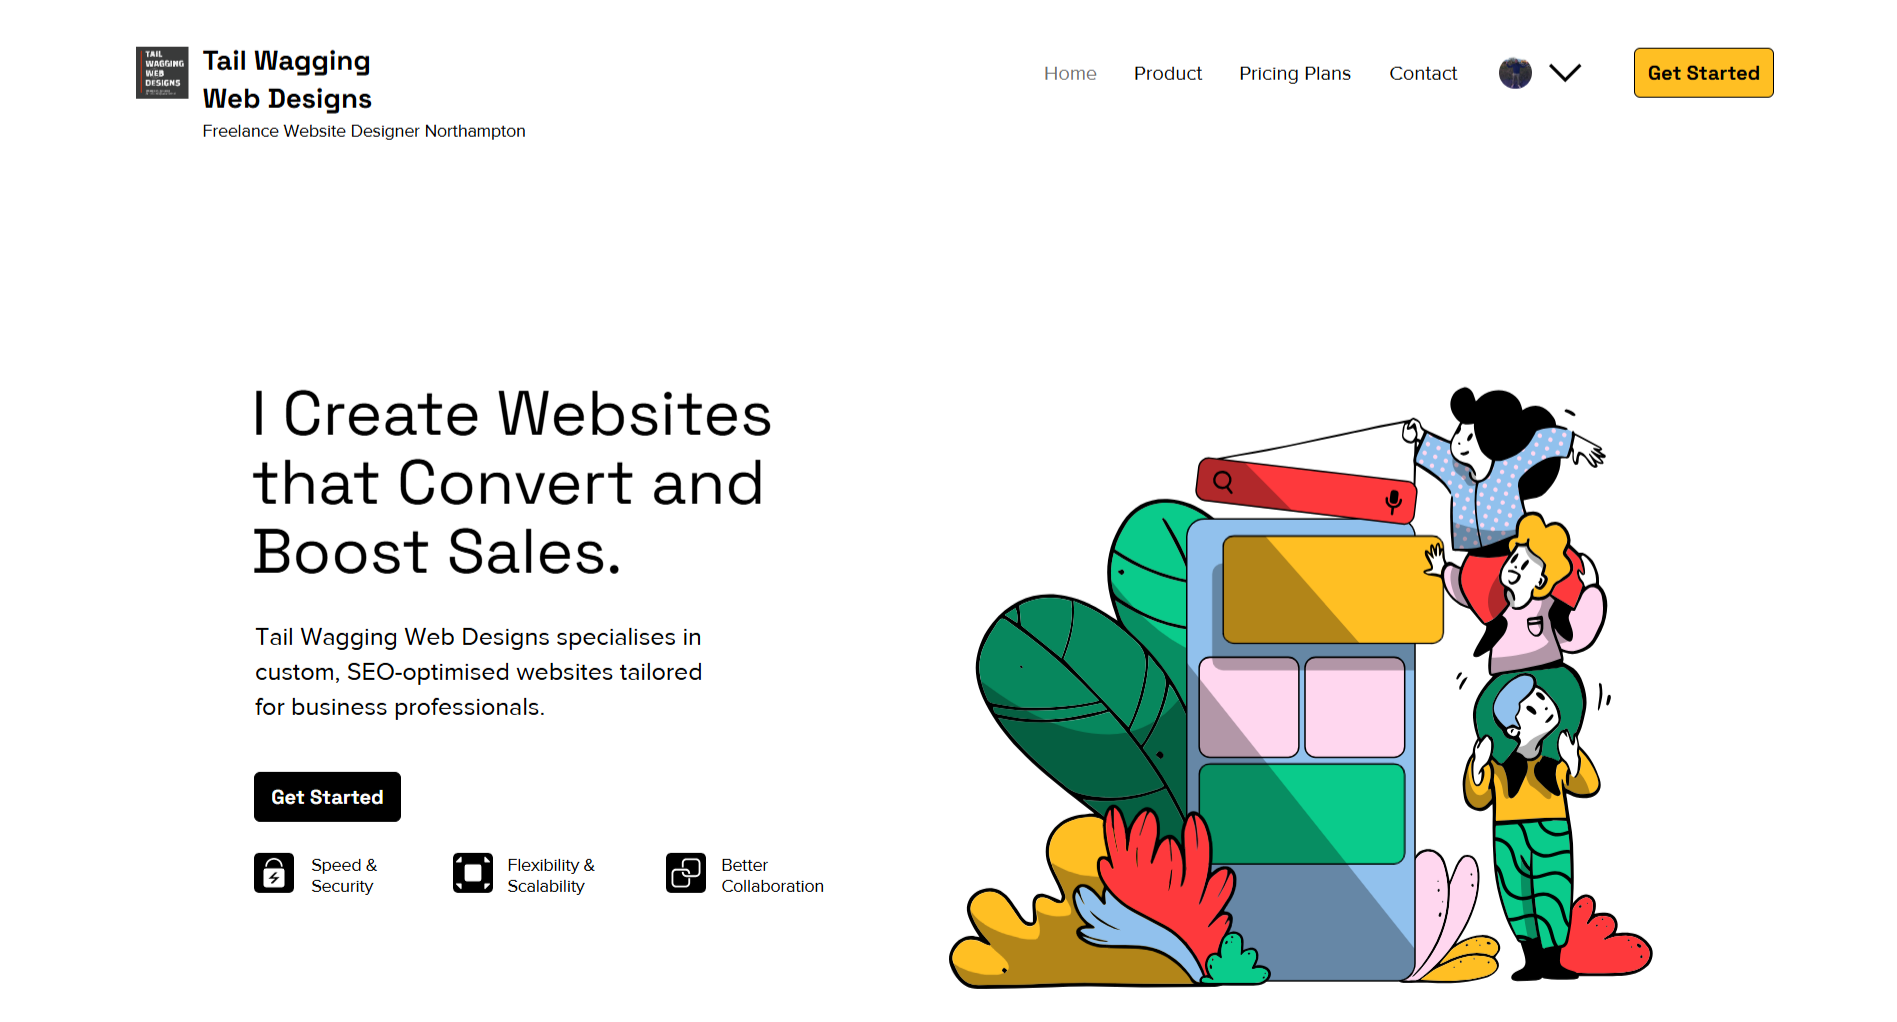 TAIL
WAGGING
WEB
DESIGNS
Tail Wagging
Web Designs
Freelance Website Designer Northampton
Home
Product
Pricing Plans
Contact
Get Started
I Create Websites
that Convert and
Boost Sales.
Tail Wagging Web Designs specialises in
custom, SEO-optimised websites tailored
for business professionals.
Get Started
Speed &
Security
Flexibility &
Scalability
Better
Collaboration